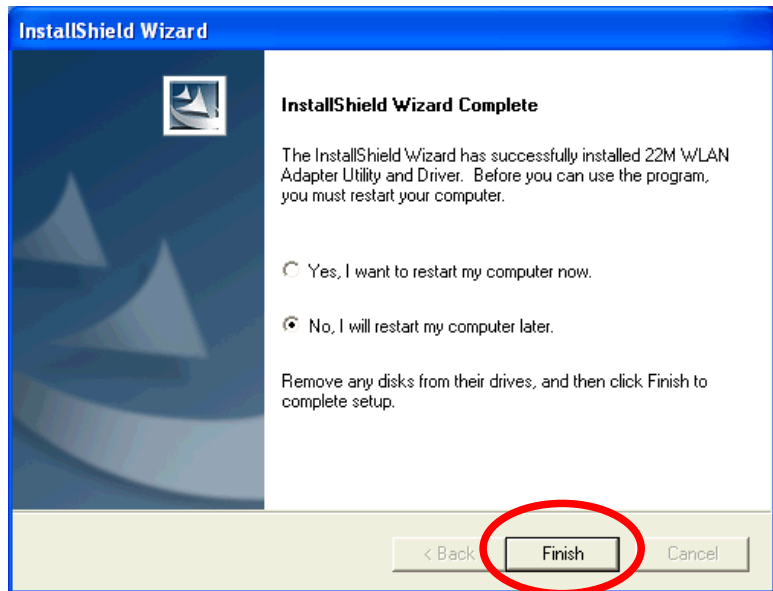 InstallShield Wizard
InstallShield Wizard Complete
The InstallShield Wizard has successfully installed 22M WLAN
Adapter Utility and Driver.  Before you can use the program,
you must restart your computer.
Yes, I want to restart my computer now.
No, I will restart my computer later.
Remove any disks from their drives, and then click Finish to
complete setup.
< Back Finish Cancel